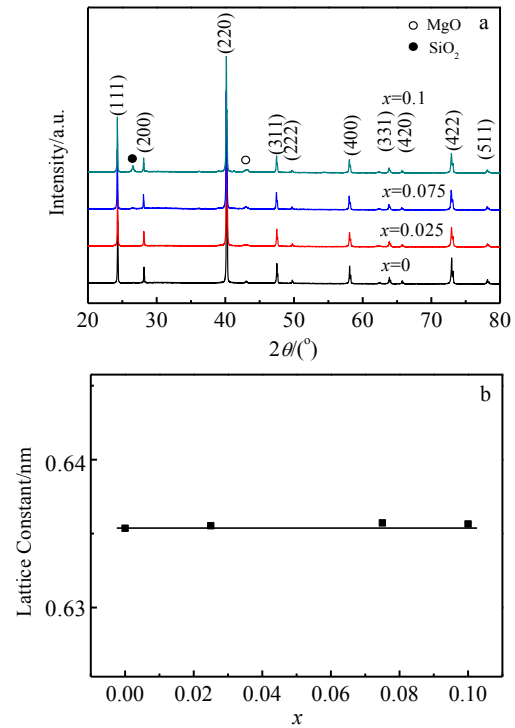 a
○ MgO
● SiO₂
(111)
(200)
(220)
(311)
(222)
(400)
(331)
(420)
(422)
(511)
x=0.1
x=0.075
x=0.025
x=0
Intensity/a.u.
20 30 40 50 60 70 80
2θ/(°)
b
Lattice Constant/nm
0.64
0.63
0.00 0.02 0.04 0.06 0.08 0.10
x